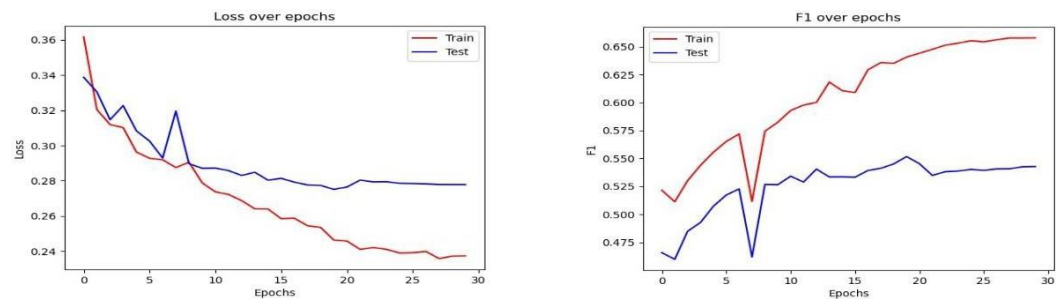 Loss over epochs
0.36
0.34
0.32
0.30
0.28
0.26
0.24
Loss
Train
Test
0 5 10 15 20 25 30
Epochs
F1 over epochs
0.650
0.625
0.600
0.575
0.550
0.525
0.500
0.475
F1
Train
Test
0 5 10 15 20 25 30
Epochs